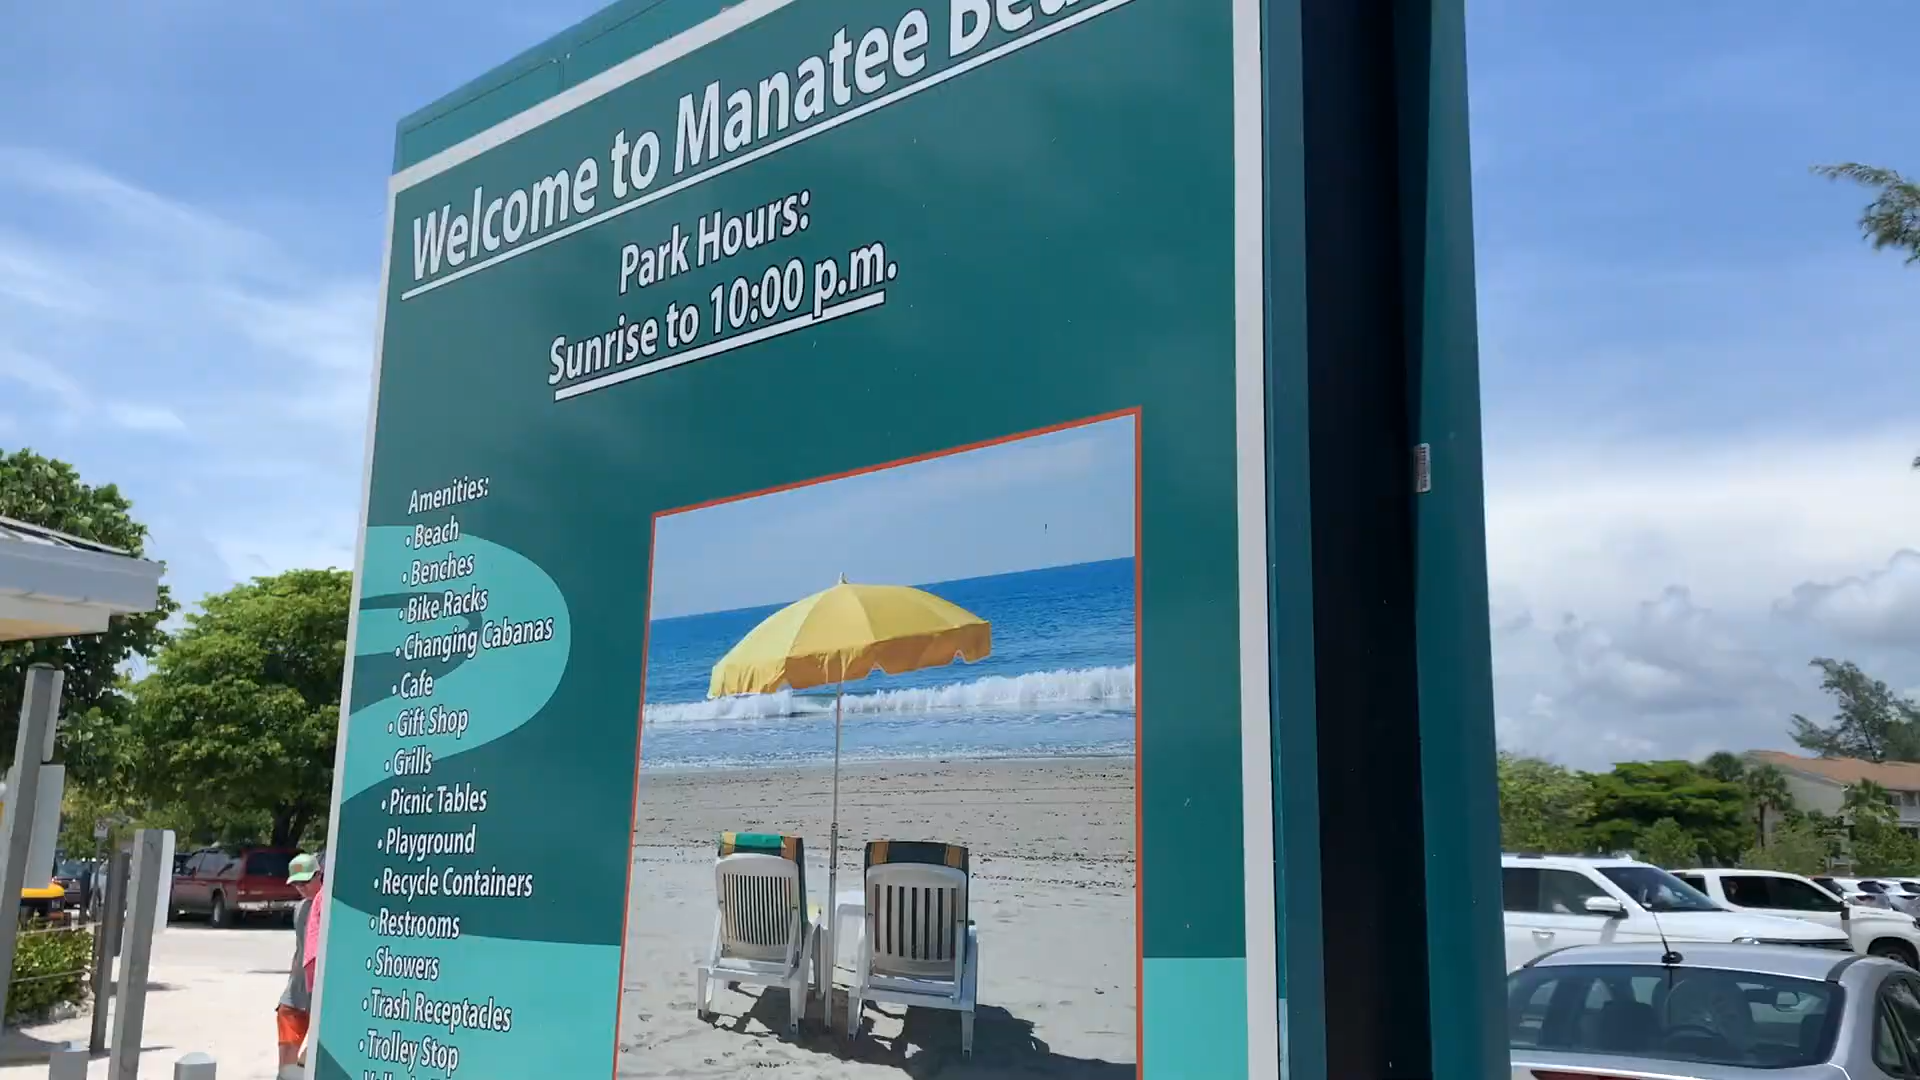 Welcome to Manatee
Park Hours:
Sunrise to 10:00 p.m.
Amenities:
• Beach
• Benches
• Bike Racks
• Changing Cabanas
• Cafe
• Gift Shop
• Grills
• Picnic Tables
• Playground
• Recycle Containers
• Restrooms
• Showers
• Trash Receptacles
• Trolley Stop